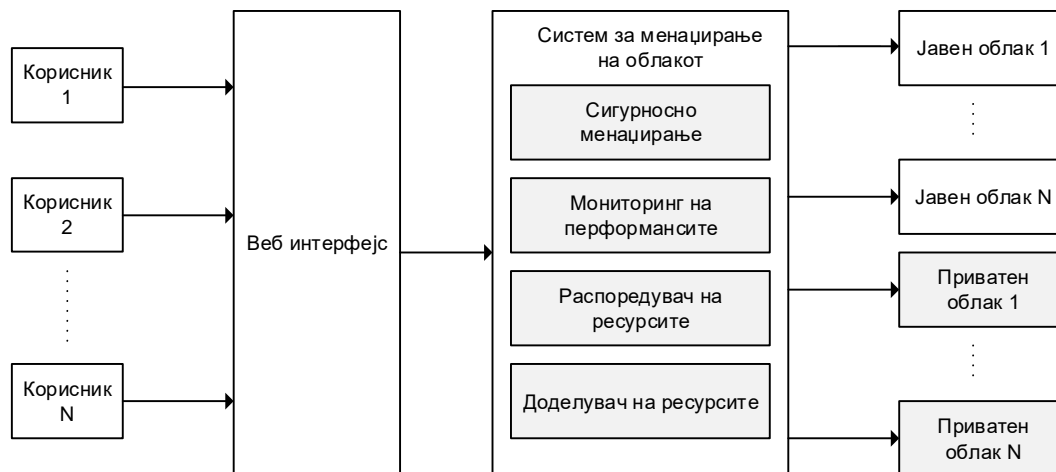 Корисник
1
Корисник
2
Корисник
N
Веб интерфејс
Систем за менаџирање
на облакот
Сигурносно
менаџирање
Мониторинг на
перформансите
Распоредувач на
ресурсите
Доделувач на ресурсите
Јавен облак 1
Јавен облак N
Приватен
облак 1
Приватен
облак N